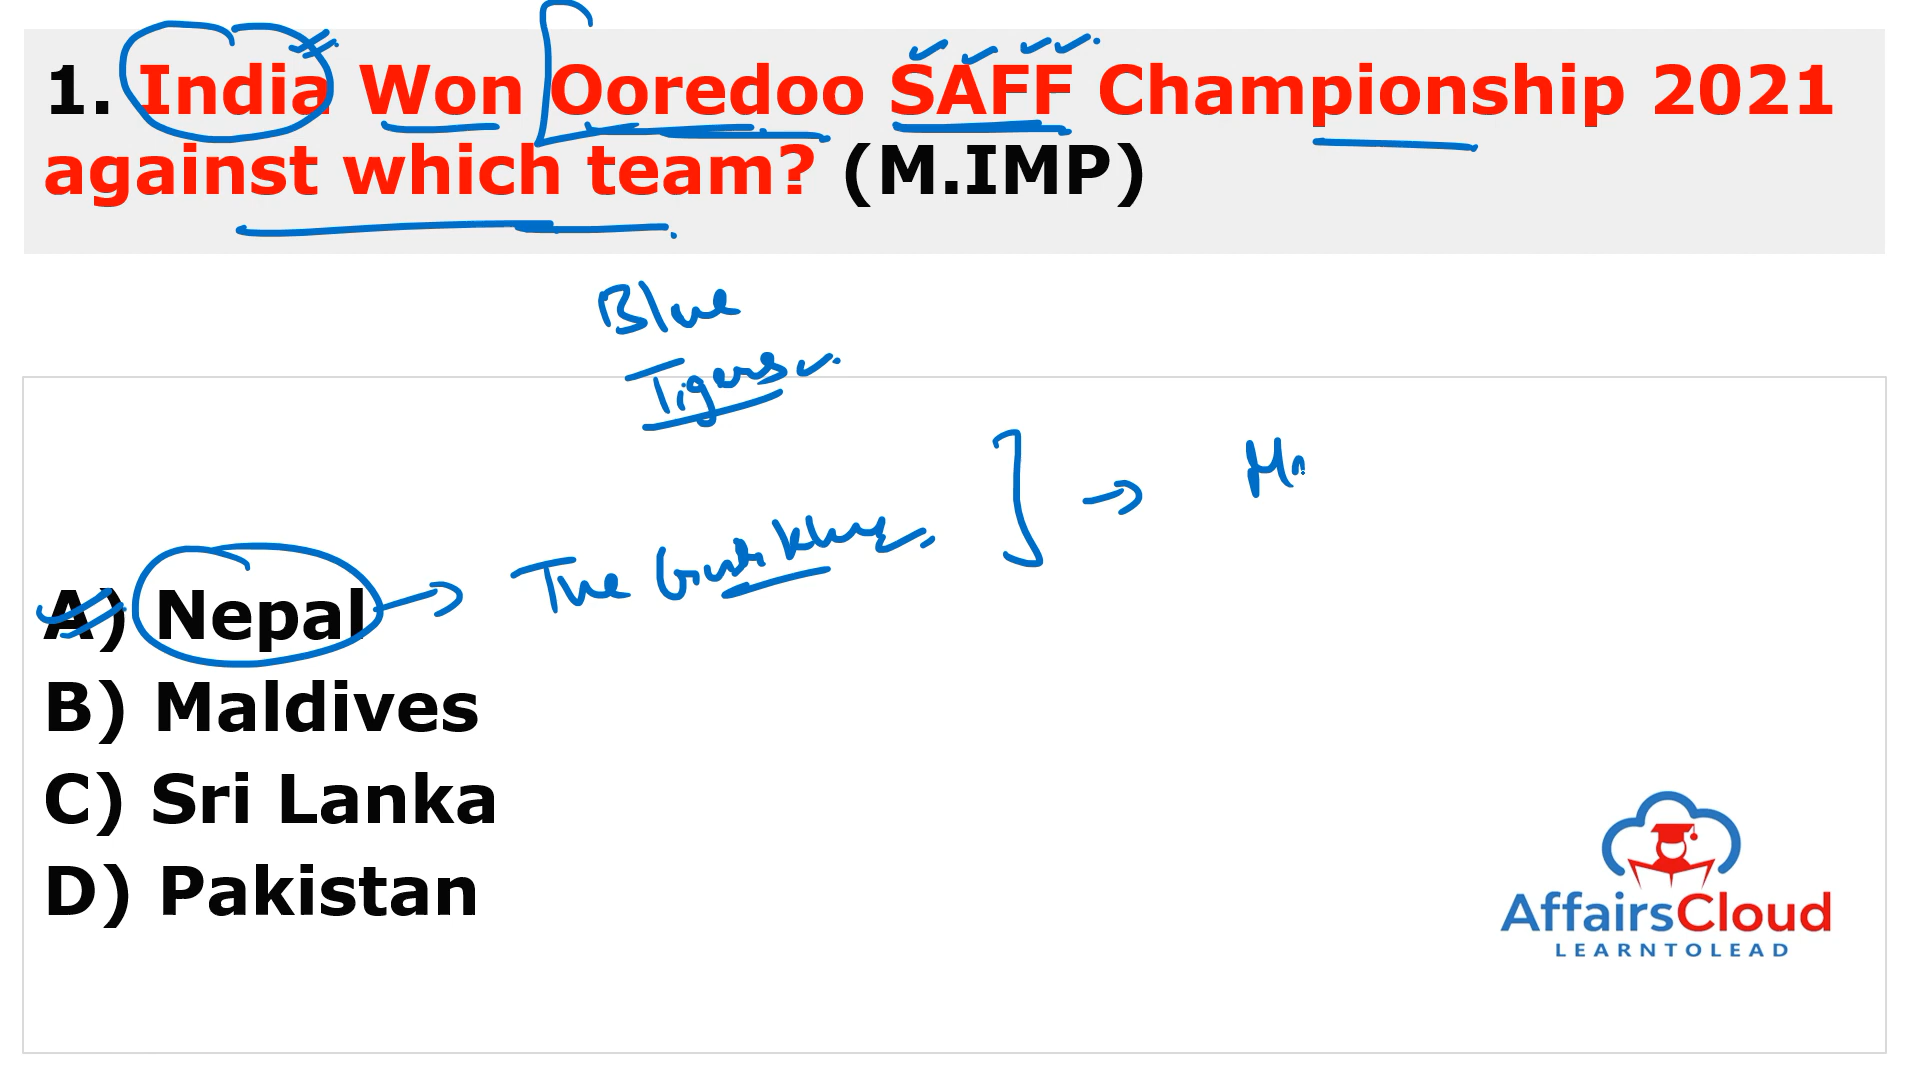 1. India Won Ooredoo SAFF Championship 2021
against which team? (M.IMP)
Blue
Tigers
The
A) Nepal
B) Maldives
C) Sri Lanka
D) Pakistan
AffairsCloud
LEARNTOLEAD